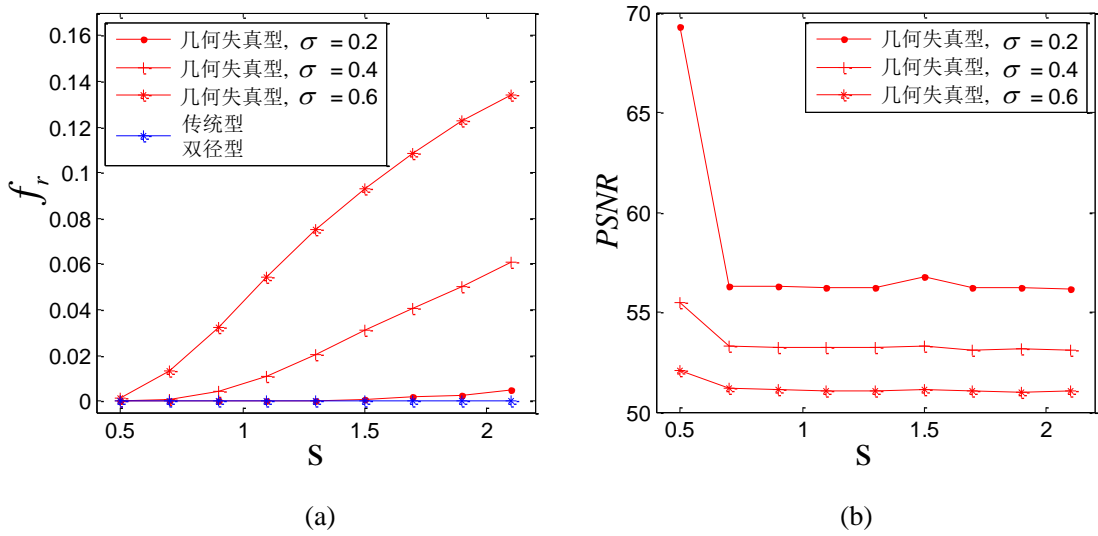 0.16
0.14
0.12
0.1
0.08
0.06
0.04
0.02
0
f_r
几何失真型, σ = 0.2
几何失真型, σ = 0.4
几何失真型, σ = 0.6
传统型
双径型
0.5
1
1.5
2
S
(a)
70
65
60
55
50
PSNR
几何失真型, σ = 0.2
几何失真型, σ = 0.4
几何失真型, σ = 0.6
0.5
1
1.5
2
S
(b)